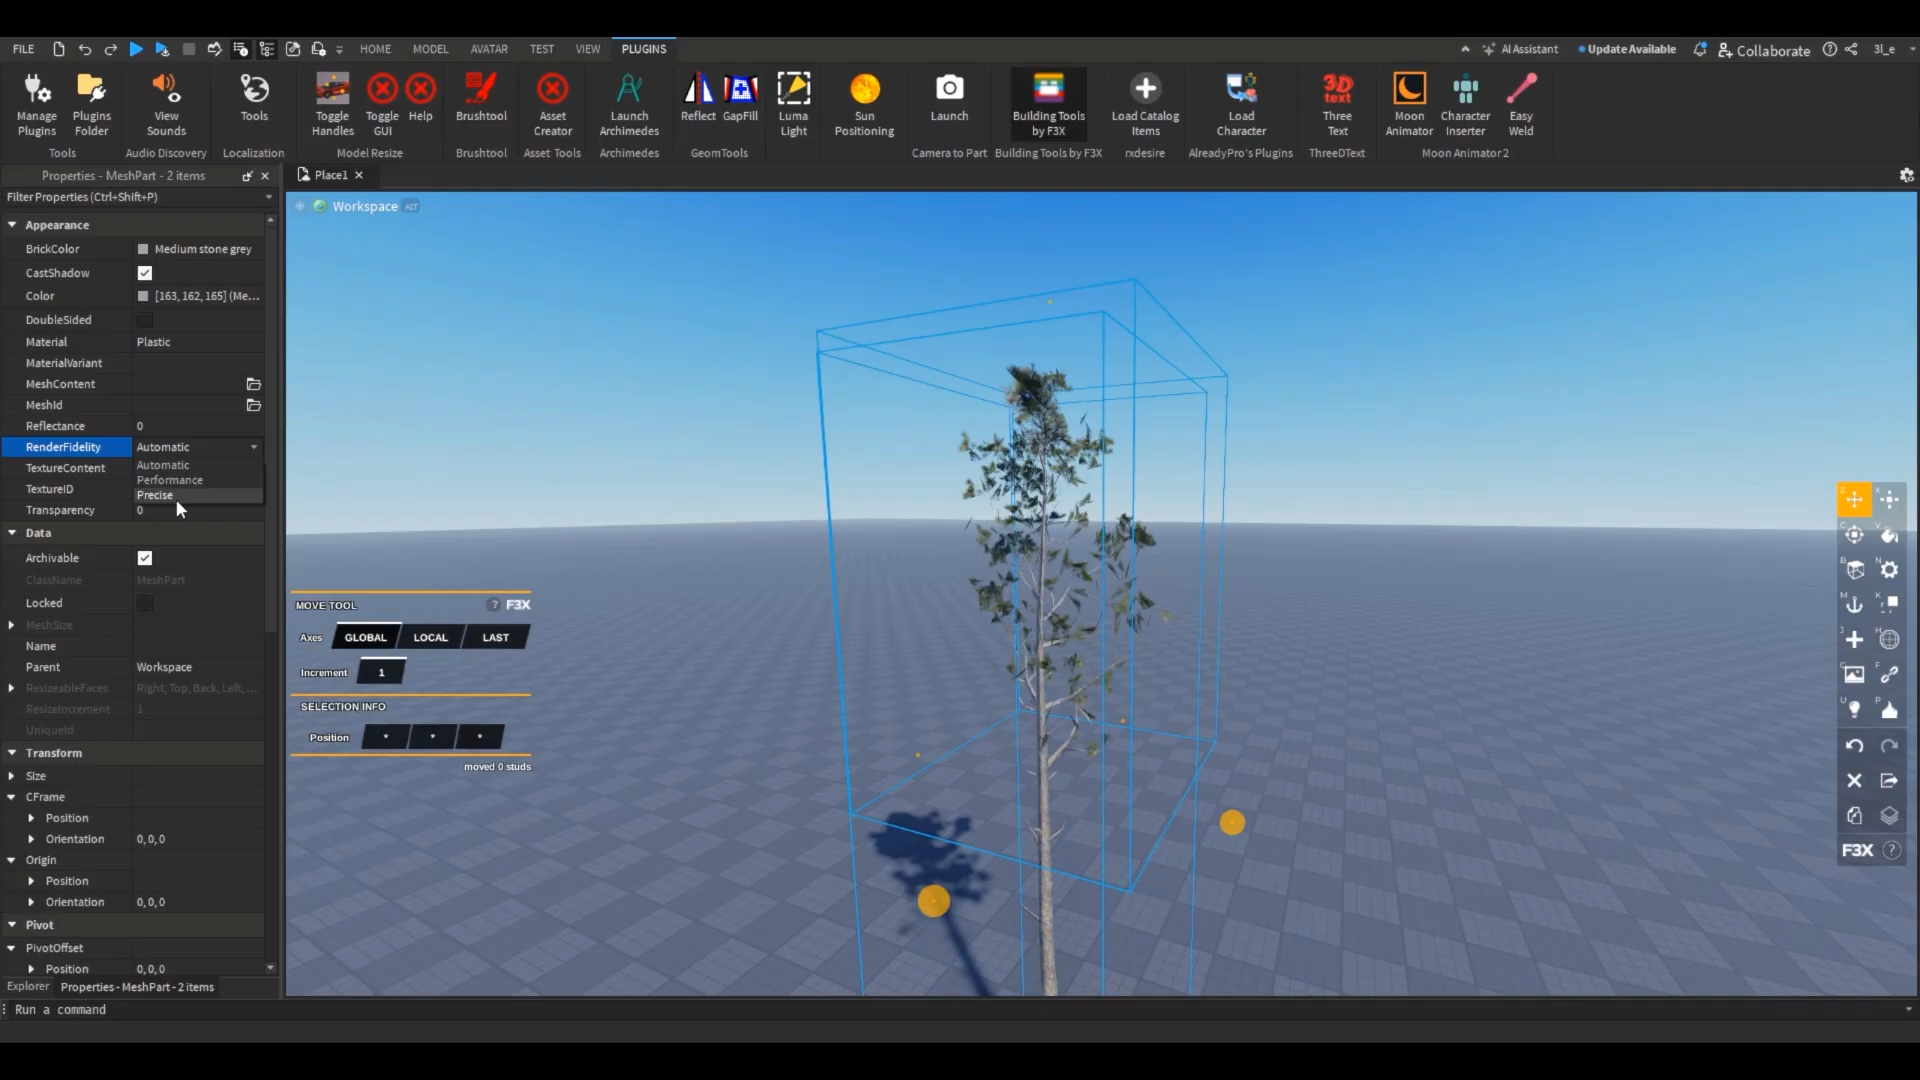 FILE HOME MODEL AVATAR TEST VIEW PLUGINS AI Assistant Update Available Collaborate 3l_e
Manage Plugins
Plugins Folder
Tools
View Sounds
Audio Discovery
Tools
Localization
Toggle Handles
Toggle GUI
Help
Model Resize
Brushtool
Brushtool
Asset Creator
Asset Tools
Launch Archimedes
Archimedes
Reflect
GapFill
GeomTools
Luma Light
Sun Positioning
Launch
Camera to Part
Building Tools by F3X
Building Tools by F3X
Load Catalog Items
rxdesire
Load Character
AlreadyPro's Plugins
3D text
Three Text
ThreeDText
Moon Animator
Character Inserter
Easy Weld
Moon Animator 2
Properties - MeshPart - 2 items
Place1
Filter Properties (Ctrl+Shift+P)
Workspace ALT
Appearance
BrickColor Medium stone grey
CastShadow
Color [163, 162, 165] (Me...
DoubleSided
Material Plastic
MaterialVariant
MeshContent
MeshId
Reflectance 0
RenderFidelity Automatic
Automatic
TextureContent
Performance
TextureID
Precise
Transparency 0
Data
Archivable
ClassName MeshPart
Locked
MeshSize
Name
Parent Workspace
ResizeableFaces Right, Top, Back, Left, ...
ResizeIncrement 1
UniqueId
Transform
Size
CFrame
Position
Orientation 0, 0, 0
Origin
Position
Orientation 0, 0, 0
Pivot
PivotOffset
Position 0, 0, 0
Explorer Properties - MeshPart - 2 items
Run a command
MOVE TOOL ? F3X
Axes GLOBAL LOCAL LAST
Increment 1
SELECTION INFO
Position * * *
moved 0 studs
Z X
C V
B N
M K
J H
G F
U P
F3X ?